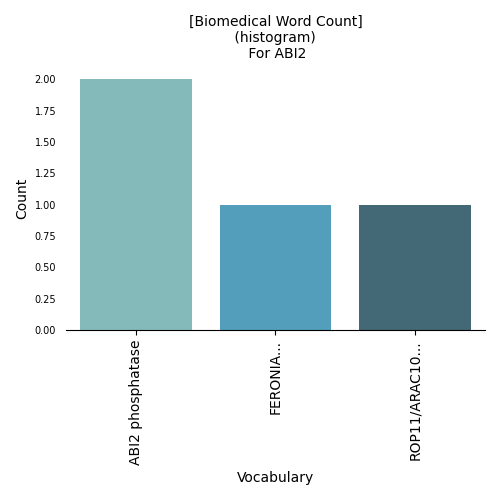 [Biomedical Word Count]
(histogram)
For ABI2
Count
2.00
1.75
1.50
1.25
1.00
0.75
0.50
0.25
0.00
ABI2 phosphatase
FERONIA...
ROP11/ARAC10...
Vocabulary